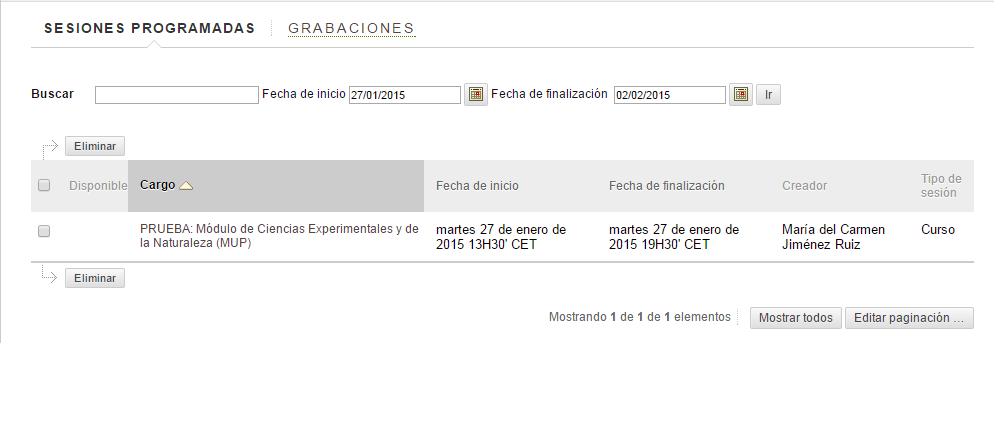 SESIONES PROGRAMADAS GRABACIONES
Buscar Fecha de inicio 27/01/2015 Fecha de finalización 02/02/2015 Ir
Eliminar
Disponible Cargo Fecha de inicio Fecha de finalización Creador Tipo de
sesión
PRUEBA: Módulo de Ciencias Experimentales y de
la Naturaleza (MUP)
martes 27 de enero de
2015 13H30' CET
martes 27 de enero de
2015 19H30' CET
María del Carmen
Jiménez Ruiz
Curso
Eliminar
Mostrando 1 de 1 de 1 elementos Mostrar todos Editar paginación ...